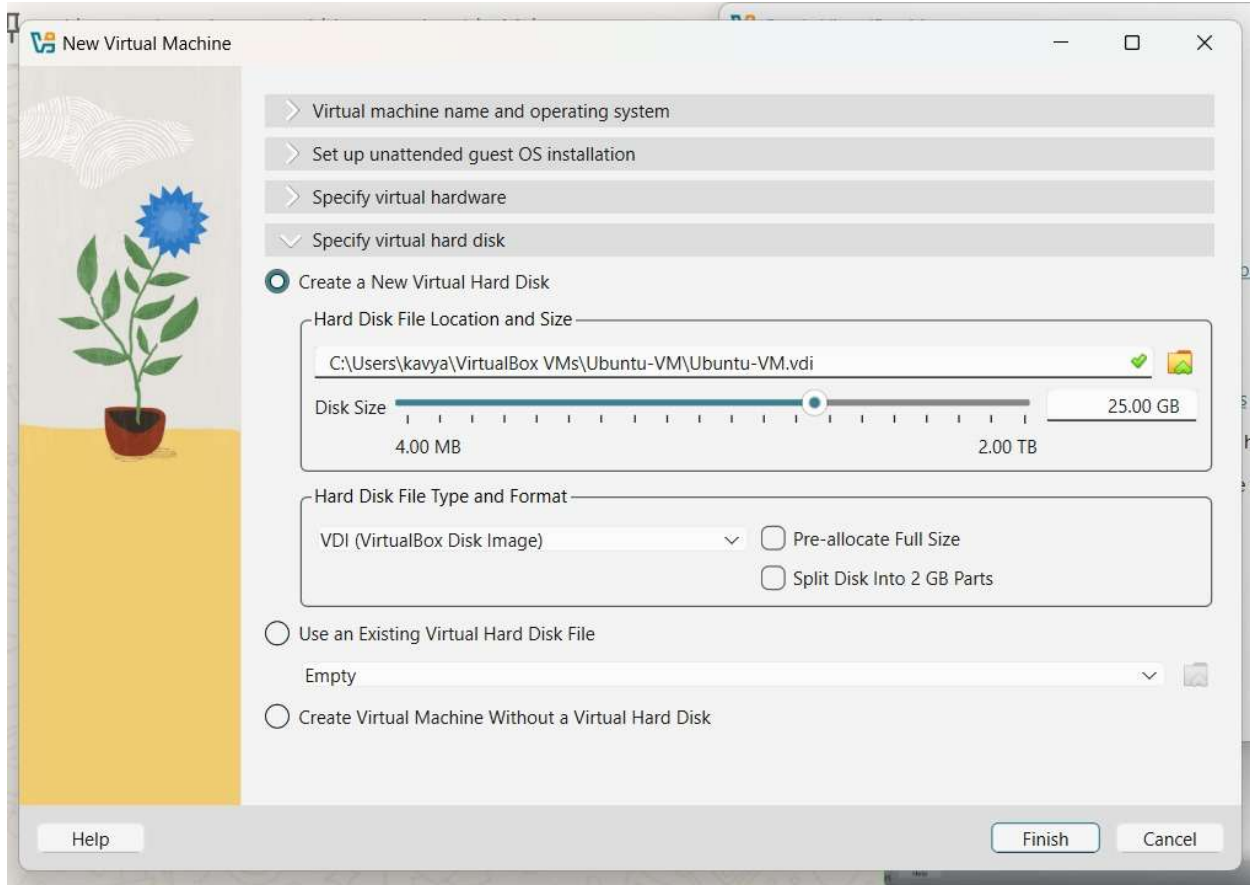 New Virtual Machine
Virtual machine name and operating system
Set up unattended guest OS installation
Specify virtual hardware
Specify virtual hard disk
Create a New Virtual Hard Disk
Hard Disk File Location and Size
C:\Users\kavya\VirtualBox VMs\Ubuntu-VM\Ubuntu-VM.vdi
Disk Size 25.00 GB
4.00 MB 2.00 TB
Hard Disk File Type and Format
VDI (VirtualBox Disk Image) Pre-allocate Full Size
Split Disk Into 2 GB Parts
Use an Existing Virtual Hard Disk File
Empty
Create Virtual Machine Without a Virtual Hard Disk
Help Finish Cancel